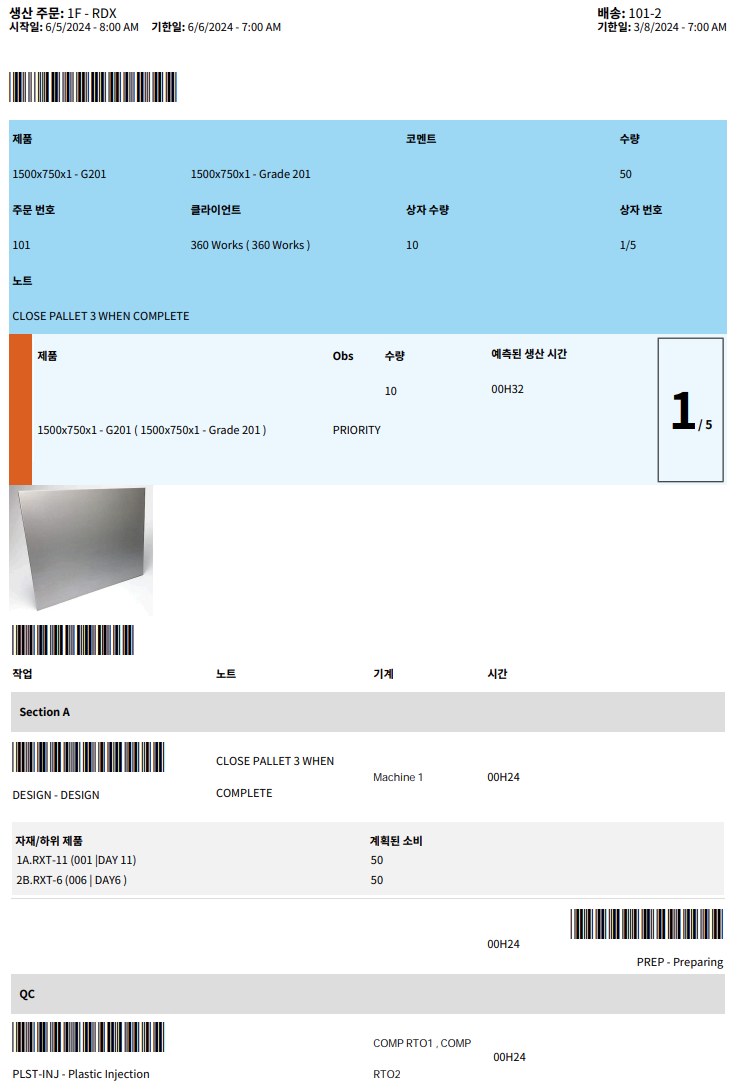 생산 주문: 1F - RDX
시작일: 6/5/2024 - 8:00 AM 기한일: 6/6/2024 - 7:00 AM
배송: 101-2
기한일: 3/8/2024 - 7:00 AM
제품 코멘트 수량
1500x750x1 - G201 1500x750x1 - Grade 201 50
주문 번호 클라이언트 상자 수량 상자 번호
101 360 Works ( 360 Works ) 10 1/5
노트
CLOSE PALLET 3 WHEN COMPLETE
제품 Obs 수량 예측된 생산 시간
10 00H32
1500x750x1 - G201 ( 1500x750x1 - Grade 201 ) PRIORITY
1 / 5
작업 노트 기계 시간
Section A
CLOSE PALLET 3 WHEN
COMPLETE
Machine 1 00H24
DESIGN - DESIGN
자재/하위 제품 계획된 소비
1A.RXT-11 (001 |DAY 11) 50
2B.RXT-6 (006 | DAY6 ) 50
00H24
PREP - Preparing
QC
COMP RTO1 , COMP
RTO2
00H24
PLST-INJ - Plastic Injection